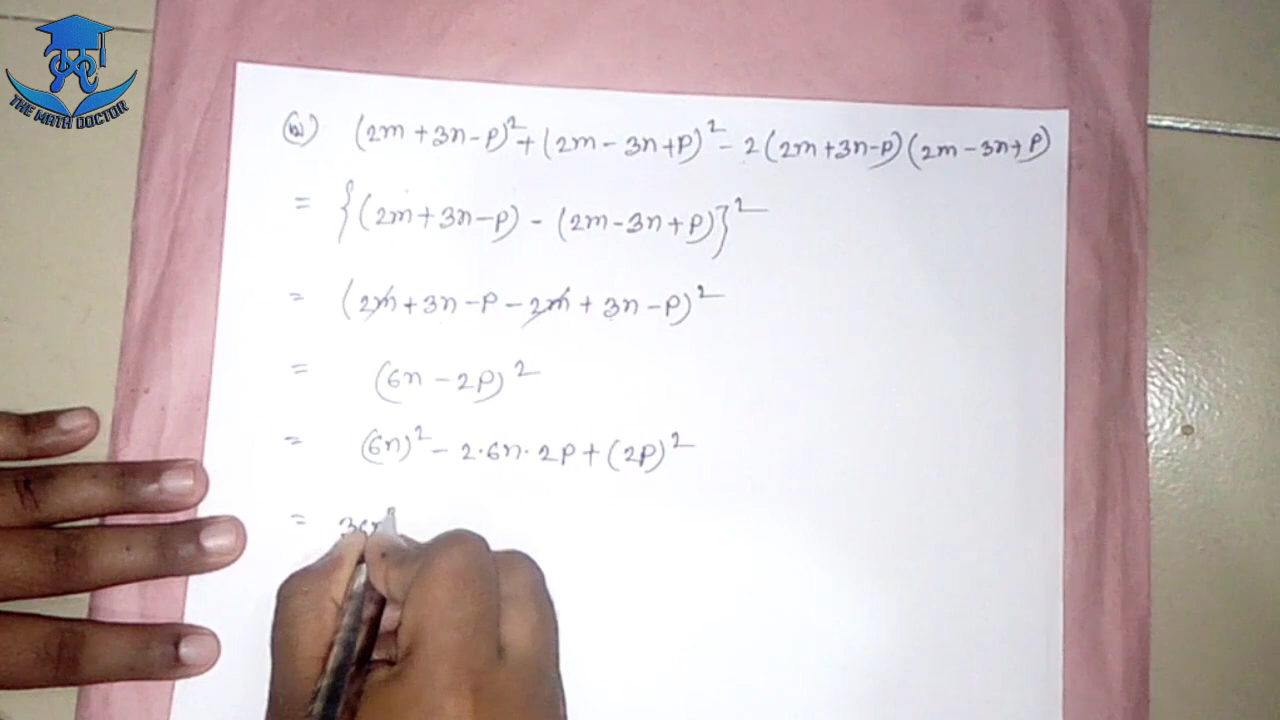 THE MATH DOCTOR
(2m + 3n - p)² + (2m - 3n + p)² - 2 (2m + 3n - p) (2m - 3n + p)
= {(2m + 3n - p) - (2m - 3n + p)}²
= (2m + 3n - p - 2m + 3n - p)²
= (6n - 2p)²
= (6n)² - 2·6n·2p + (2p)²
= 36n²